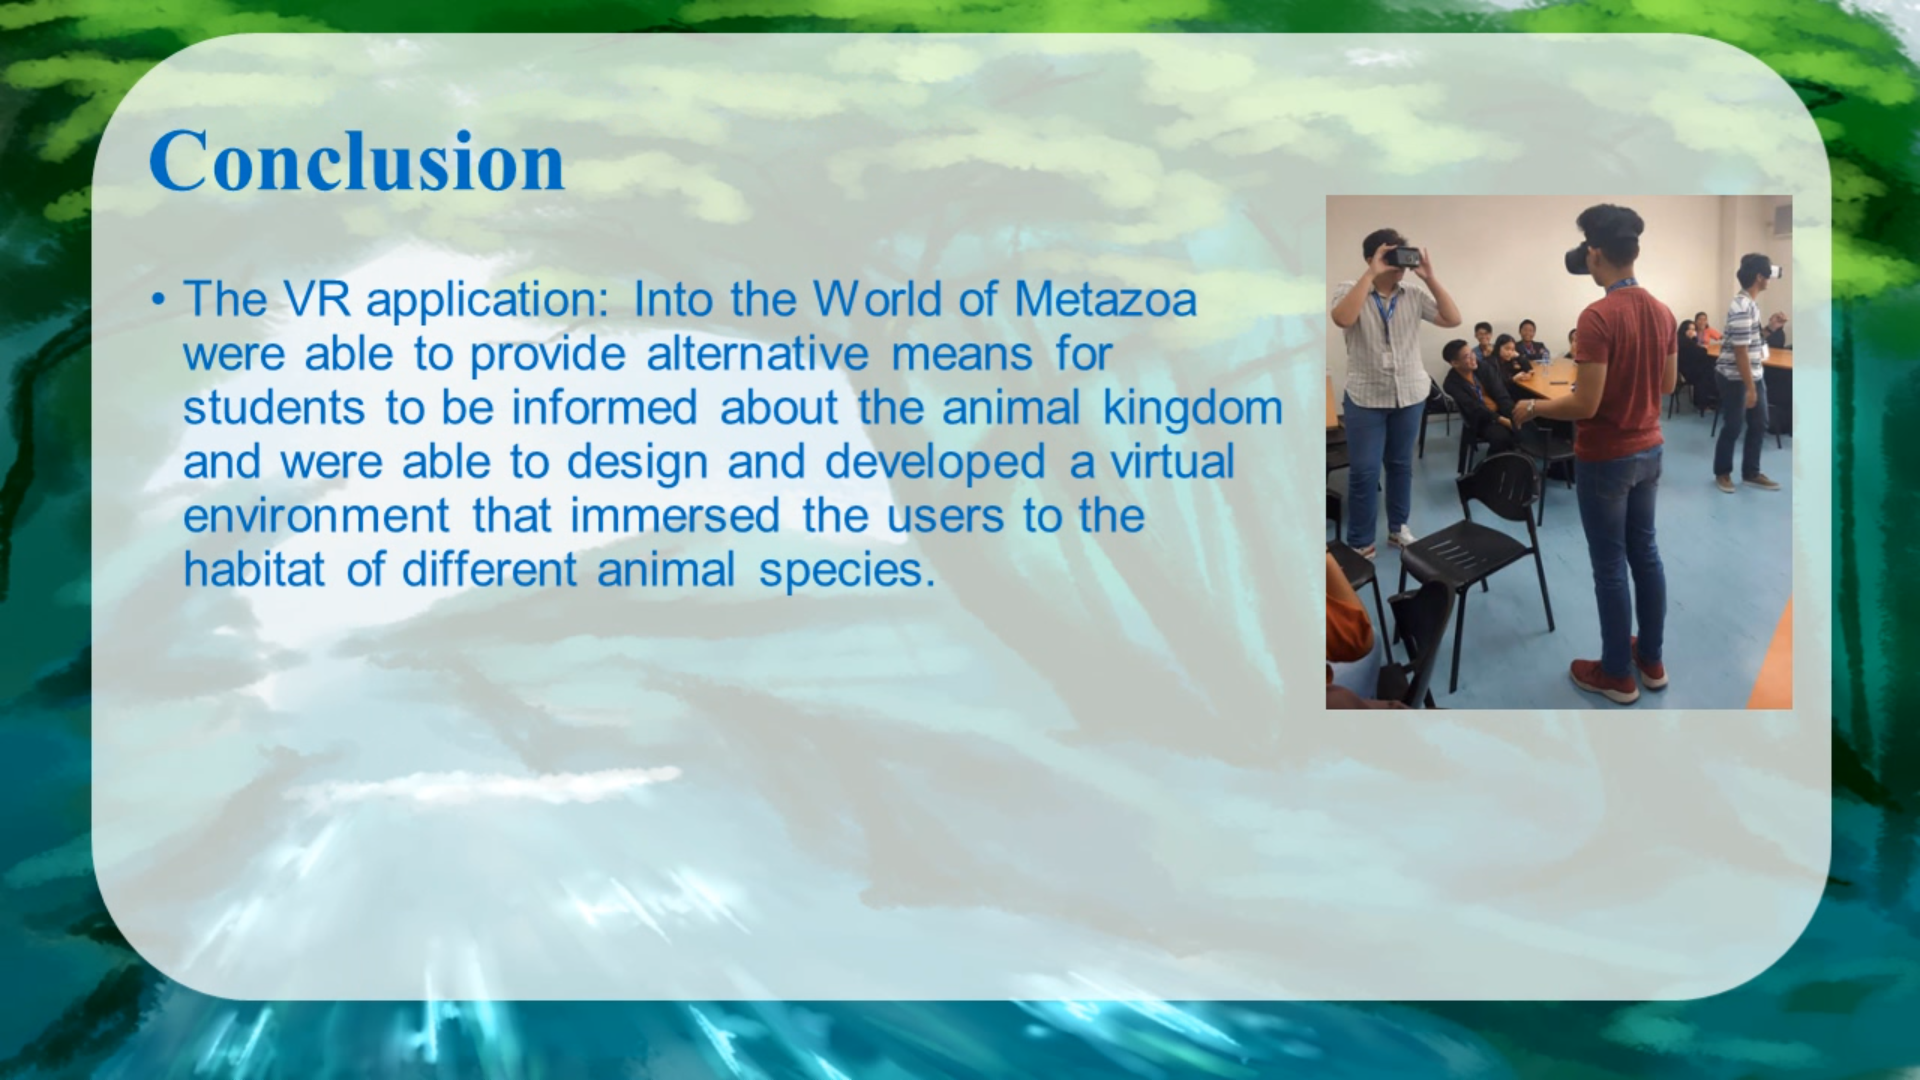 Conclusion
• The VR application: Into the World of Metazoa
were able to provide alternative means for
students to be informed about the animal kingdom
and were able to design and developed a virtual
environment that immersed the users to the
habitat of different animal species.